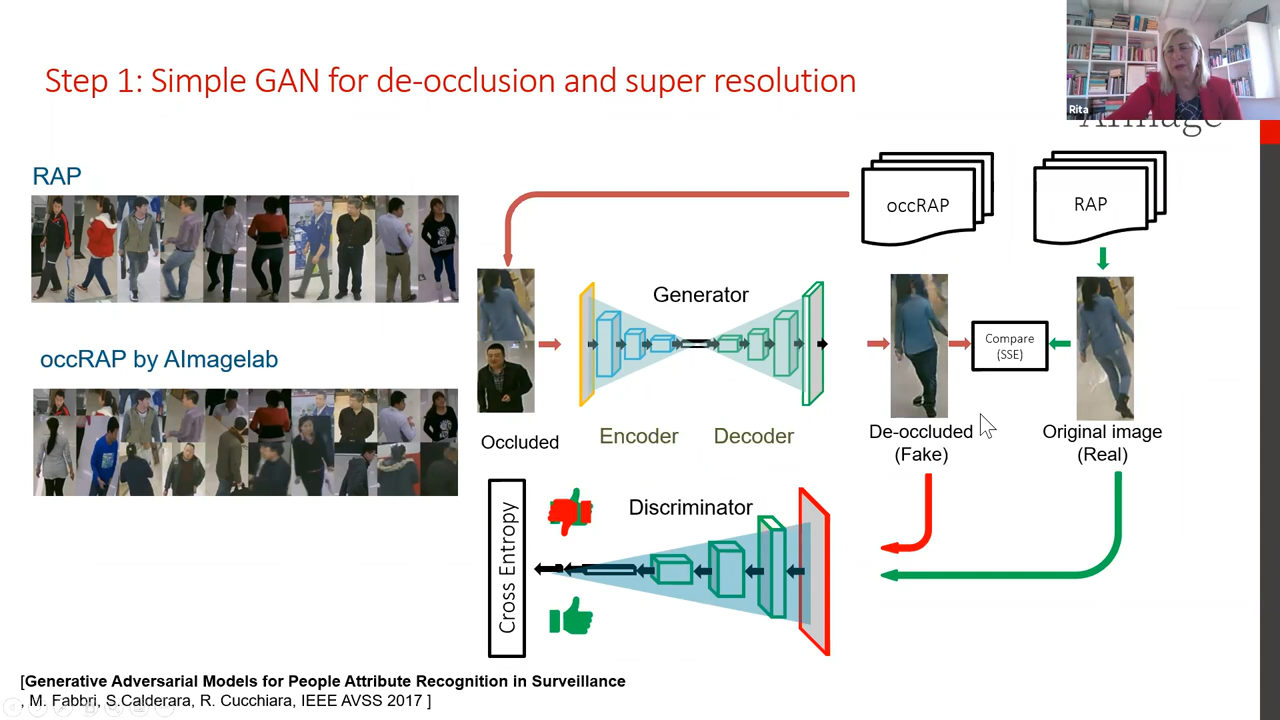 Step 1: Simple GAN for de-occlusion and super resolution
Rita
AImage
RAP
occRAP by AImagelab
occRAP
RAP
Generator
Compare
(SSE)
Occluded
Encoder
Decoder
De-occluded
(Fake)
Original image
(Real)
Cross Entropy
Discriminator
[Generative Adversarial Models for People Attribute Recognition in Surveillance
, M. Fabbri, S.Calderara, R. Cucchiara, IEEE AVSS 2017 ]